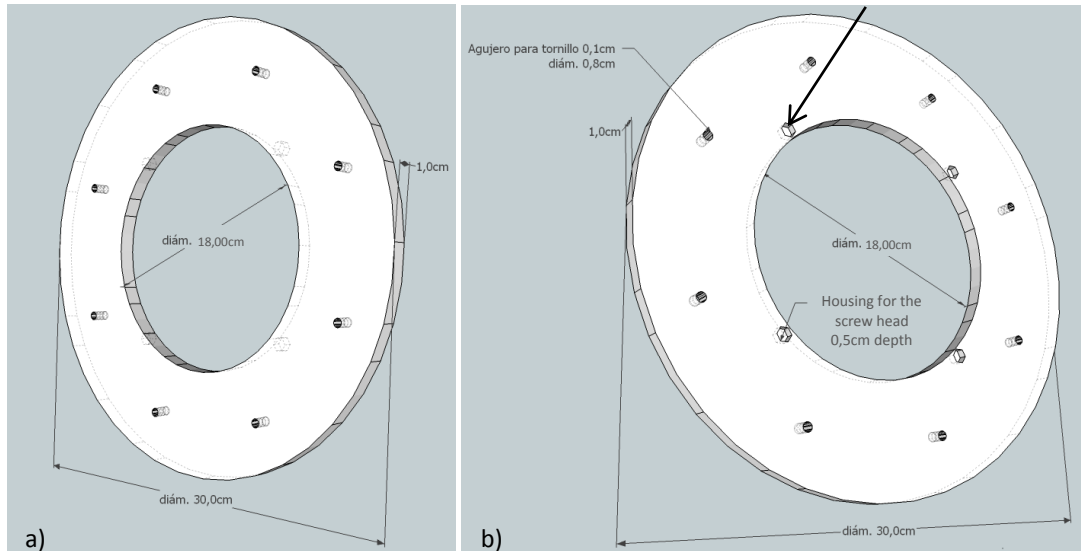 1,0cm
diám. 18,00cm
diám. 30,0cm
a)
Agujero para tornillo 0,1cm
diám. 0,8cm
1,0cm
diám. 18,00cm
Housing for the
screw head
0,5cm depth
diám. 30,0cm
b)